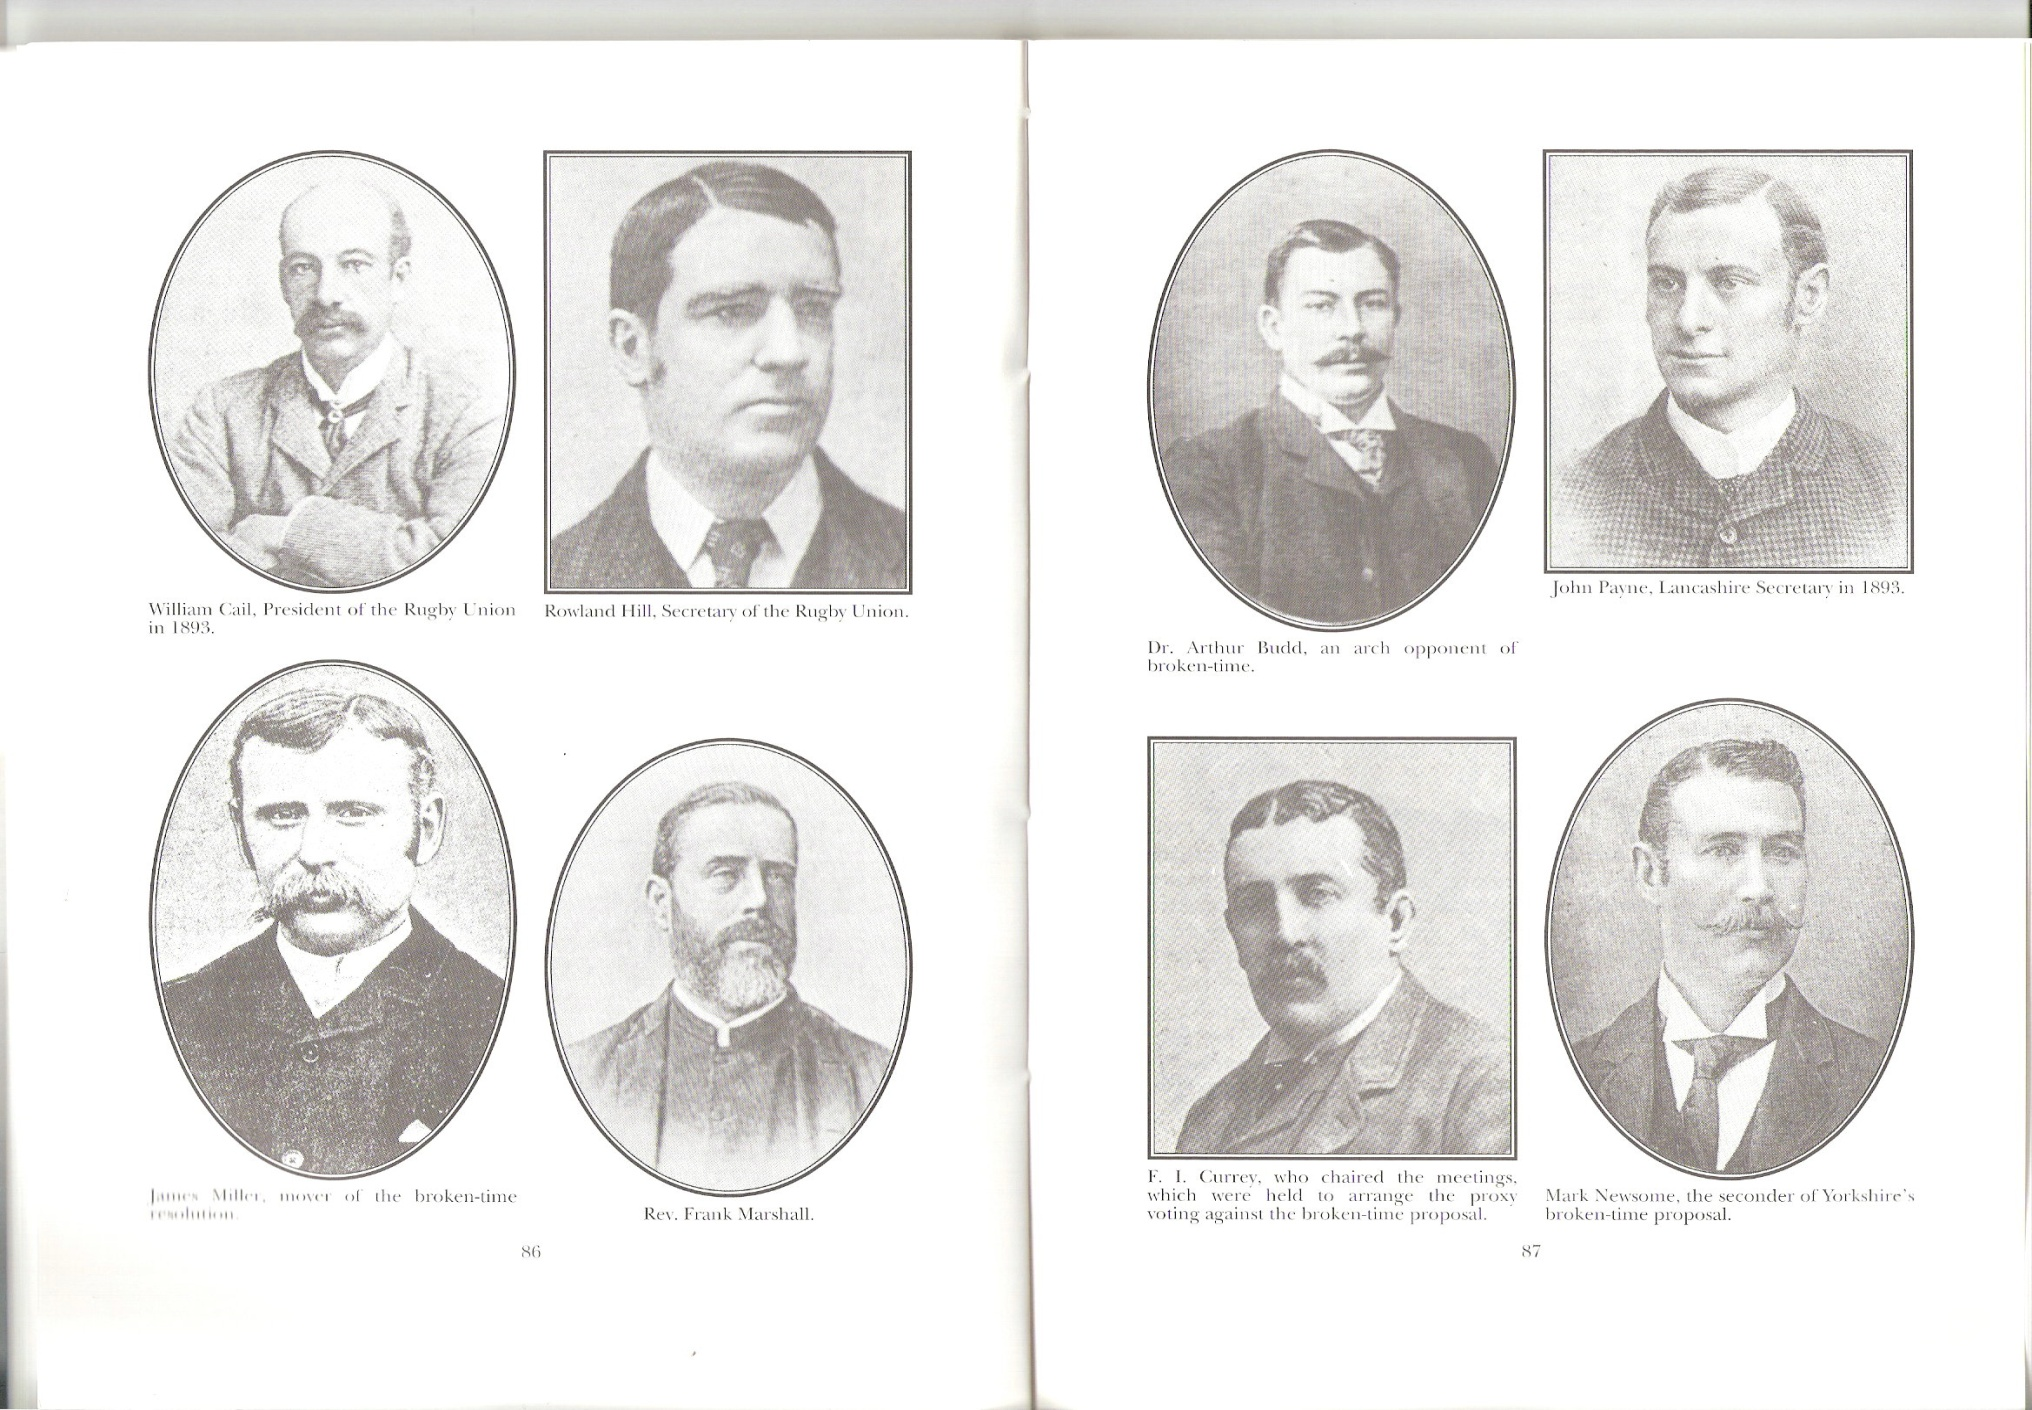 William Cail, President of the Rugby Union
in 1893.
Rowland Hill, Secretary of the Rugby Union.
James Miller, mover of the broken-time
resolution.
Rev. Frank Marshall.
86
Dr. Arthur Budd, an arch opponent of
broken-time.
John Payne, Lancashire Secretary in 1893.
F. I. Currey, who chaired the meetings,
which were held to arrange the proxy
voting against the broken-time proposal.
Mark Newsome, the seconder of Yorkshire's
broken-time proposal.
87